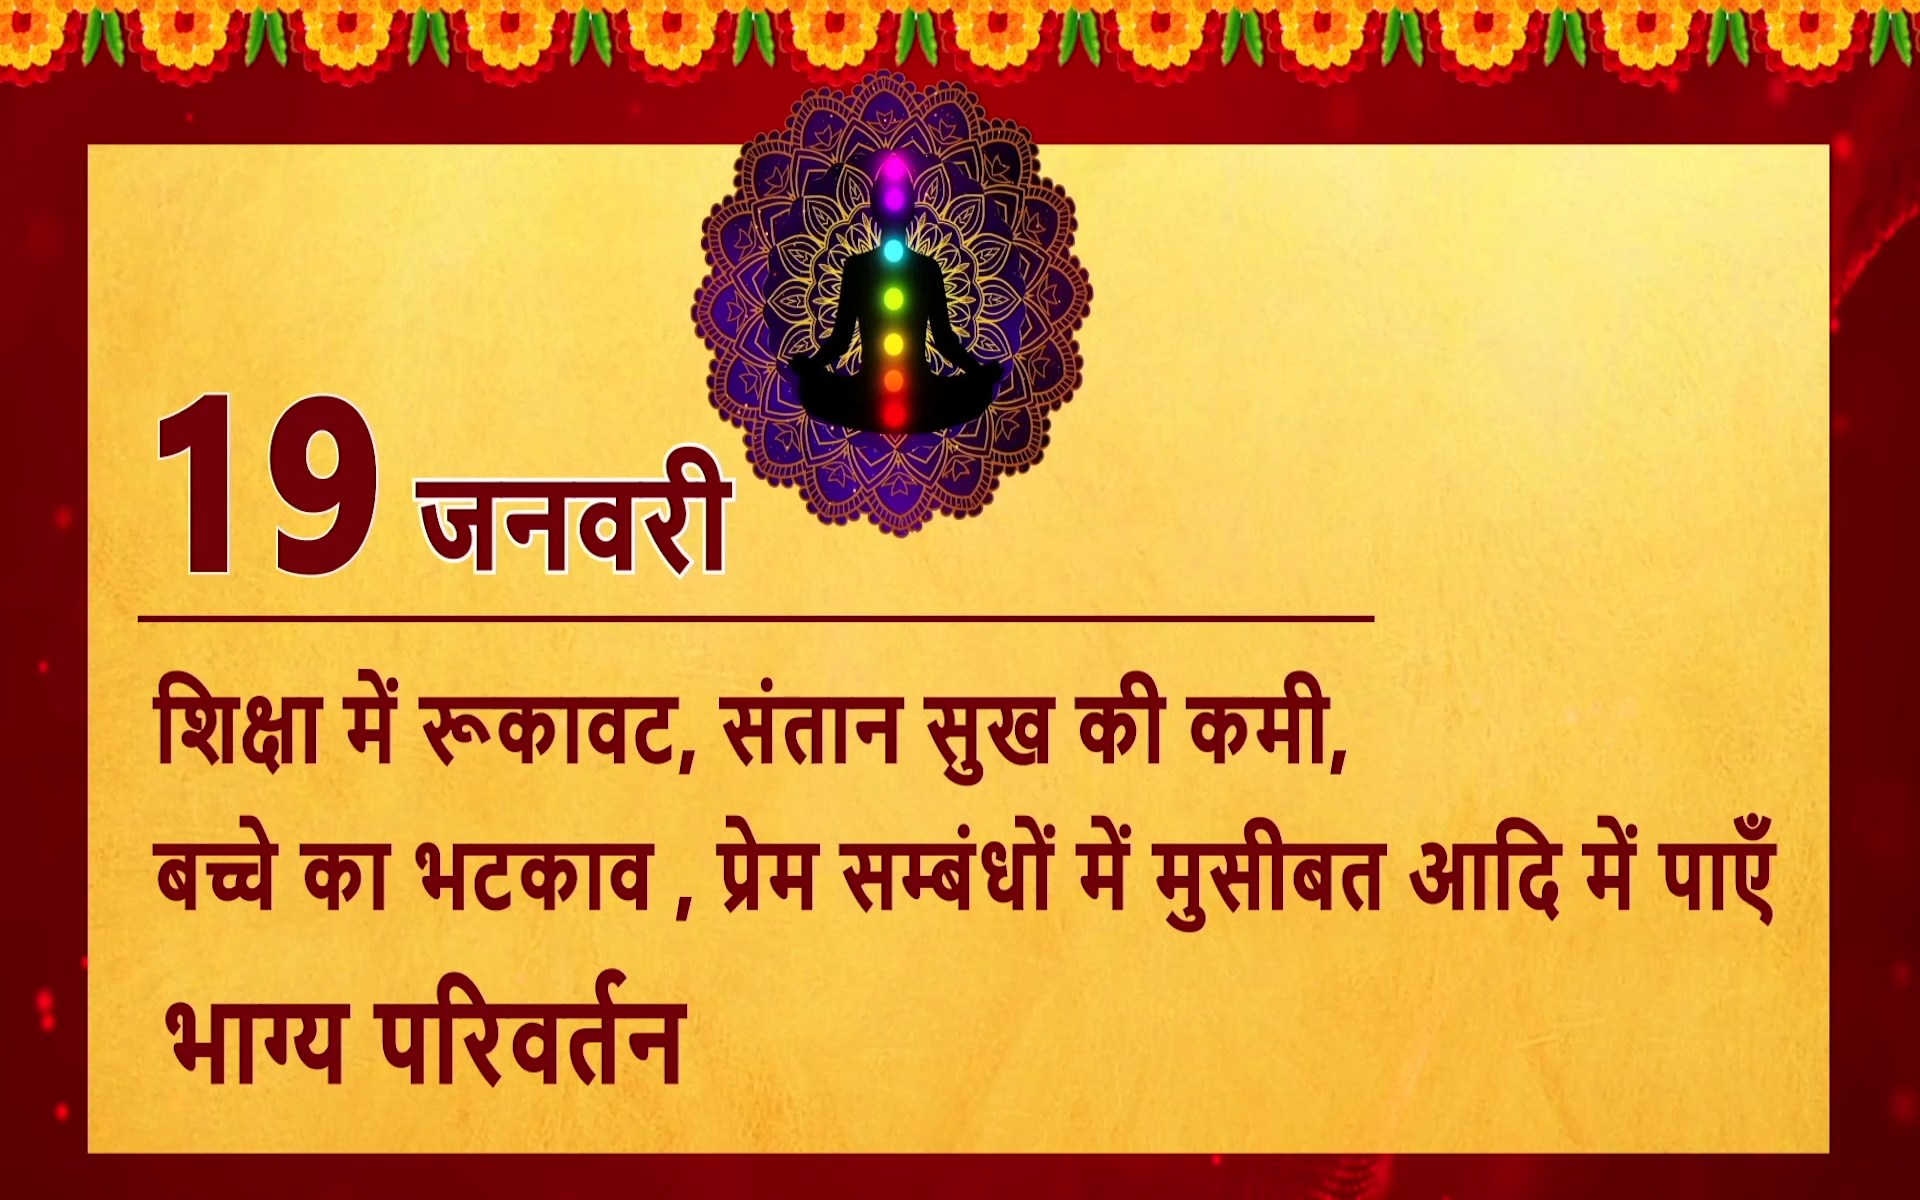 19 जनवरी
शिक्षा में रूकावट, संतान सुख की कमी,
बच्चे का भटकाव , प्रेम सम्बंधों में मुसीबत आदि में पाएँ
भाग्य परिवर्तन